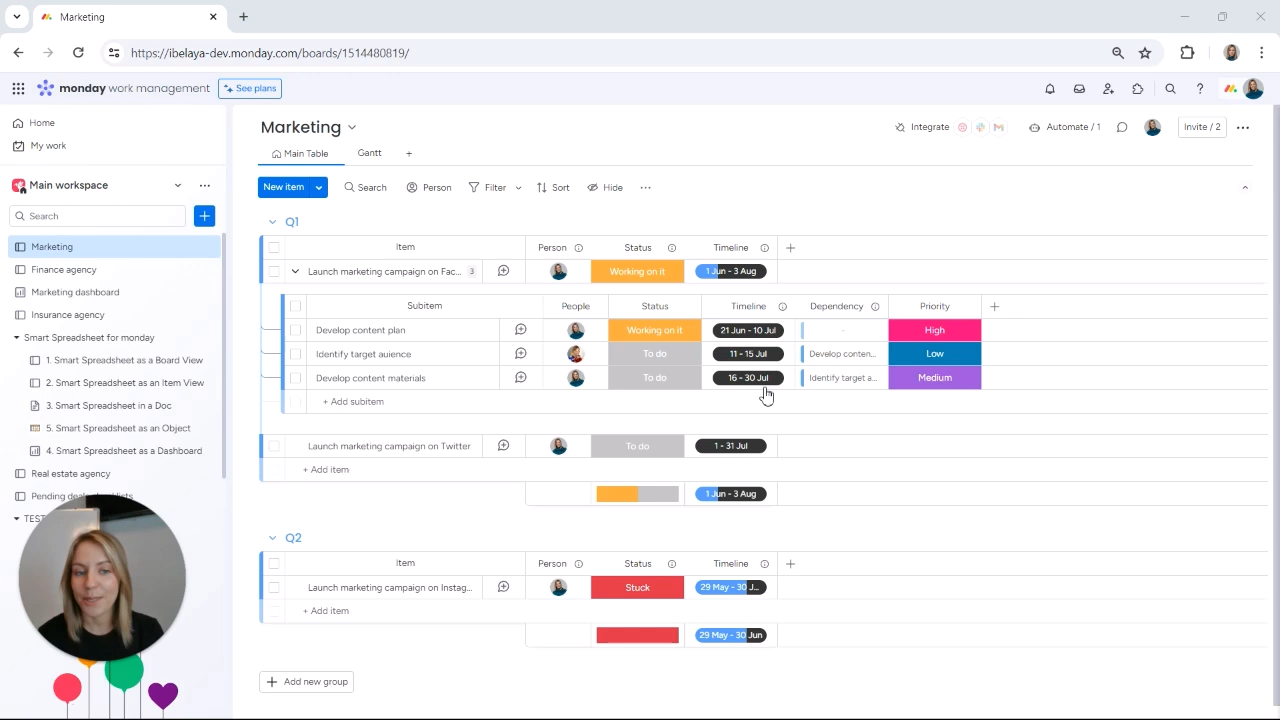 Marketing
https://ibelaya-dev.monday.com/boards/1514480819/
monday work management
See plans
Home
My work
Main workspace
Search
Marketing
Finance agency
Marketing dashboard
Insurance agency
Smart Spreadsheet for monday
1. Smart Spreadsheet as a Board View
2. Smart Spreadsheet as an Item View
3. Smart Spreadsheet in a Doc
5. Smart Spreadsheet as an Object
4. Smart Spreadsheet as a Dashboard
Real estate agency
Pending
TEST
Marketing
Integrate
Automate / 1
Invite / 2
Main Table
Gantt
New item
Search
Person
Filter
Sort
Hide
Q1
Item Person Status Timeline
Launch marketing campaign on Fac... 3 Working on it 1 Jun - 3 Aug
Subitem People Status Timeline Dependency Priority
Develop content plan Working on it 21 Jun - 10 Jul - High
Identify target auience To do 11 - 15 Jul Develop conten... Low
Develop content materials To do 16 - 30 Jul Identify target a... Medium
+ Add subitem
Launch marketing campaign on Twitter To do 1 - 31 Jul
+ Add item
1 Jun - 3 Aug
Q2
Item Person Status Timeline
Launch marketing campaign on Instag... Stuck 29 May - 30 J...
+ Add item
29 May - 30 Jun
Add new group